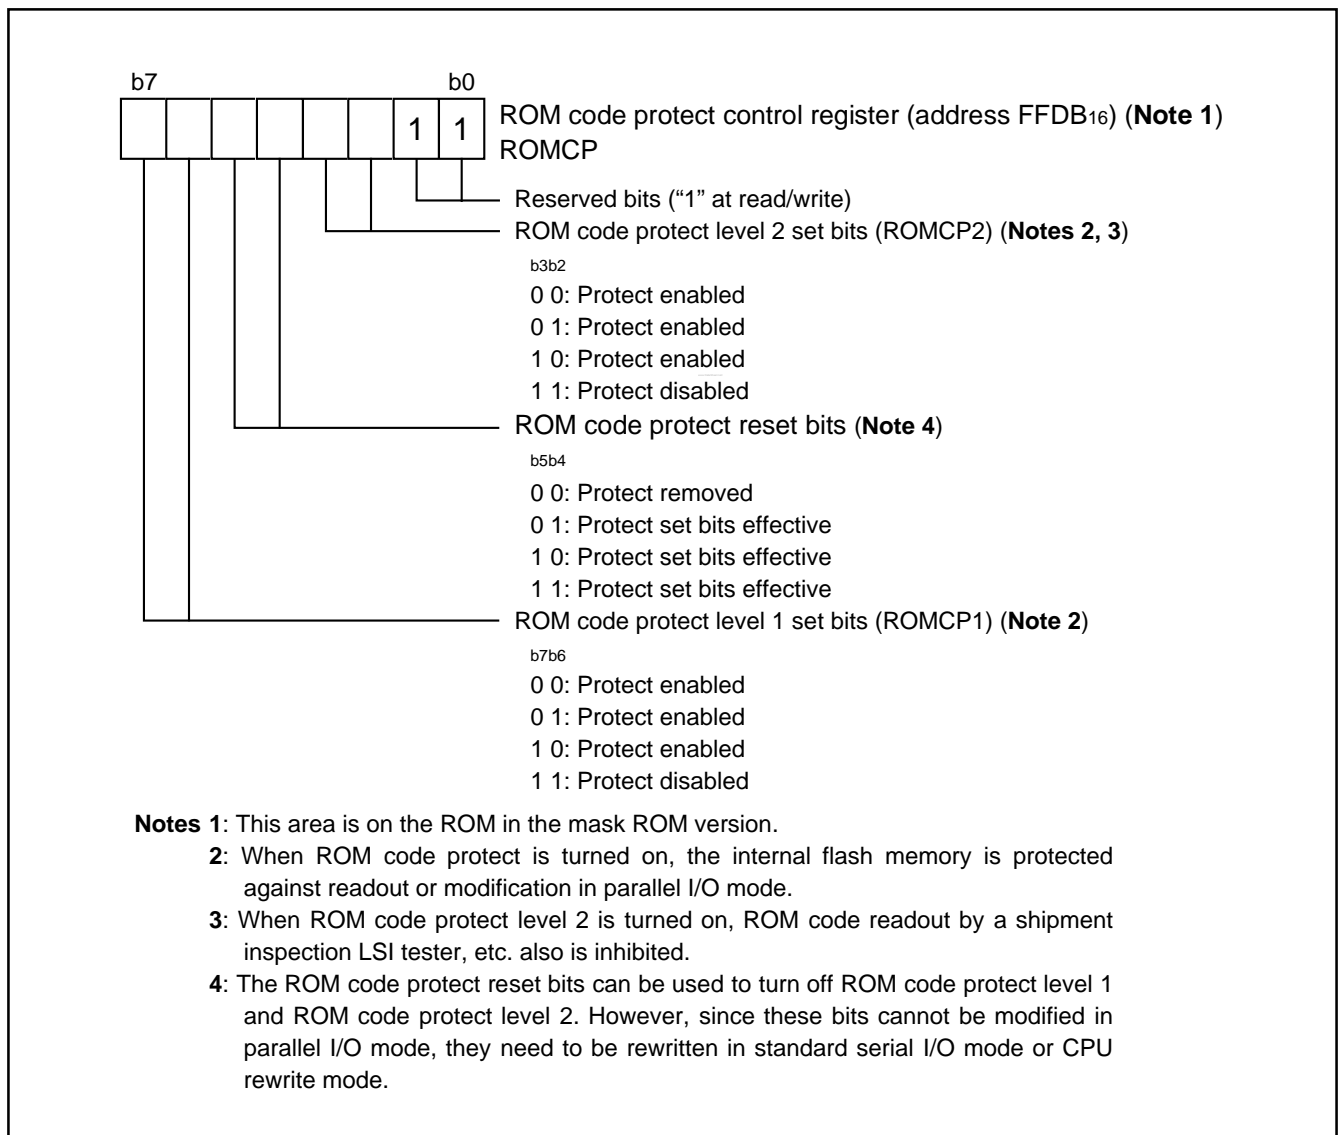 b7 b0
1 1
ROM code protect control register (address FFDB16) (Note 1)
ROMCP
Reserved bits (“1” at read/write)
ROM code protect level 2 set bits (ROMCP2) (Notes 2, 3)
b3b2
0 0: Protect enabled
0 1: Protect enabled
1 0: Protect enabled
1 1: Protect disabled
ROM code protect reset bits (Note 4)
b5b4
0 0: Protect removed
0 1: Protect set bits effective
1 0: Protect set bits effective
1 1: Protect set bits effective
ROM code protect level 1 set bits (ROMCP1) (Note 2)
b7b6
0 0: Protect enabled
0 1: Protect enabled
1 0: Protect enabled
1 1: Protect disabled
Notes 1: This area is on the ROM in the mask ROM version.
2: When ROM code protect is turned on, the internal flash memory is protected
against readout or modification in parallel I/O mode.
3: When ROM code protect level 2 is turned on, ROM code readout by a shipment
inspection LSI tester, etc. also is inhibited.
4: The ROM code protect reset bits can be used to turn off ROM code protect level 1
and ROM code protect level 2. However, since these bits cannot be modified in
parallel I/O mode, they need to be rewritten in standard serial I/O mode or CPU
rewrite mode.